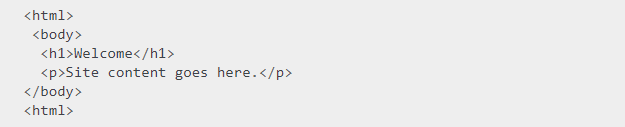 <html>
<body>
<h1>Welcome</h1>
<p>Site content goes here.</p>
</body>
<html>